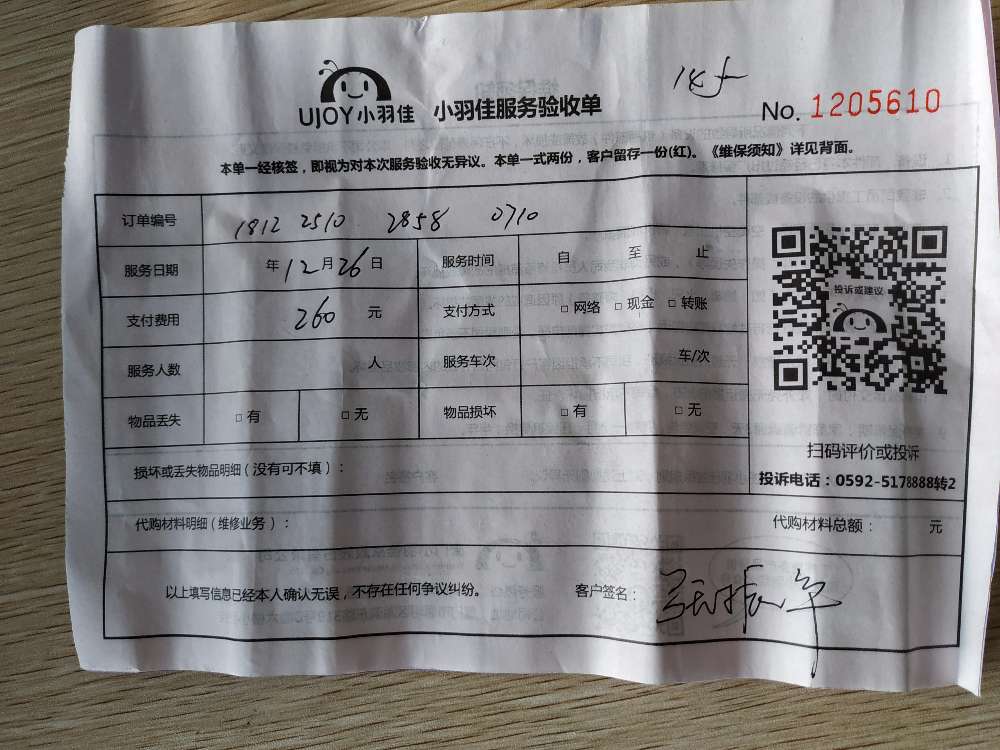 UJOY小羽佳 小羽佳服务验收单 No. 1205610
本单一经核签，即视为对本次服务验收无异议。本单一式两份，客户留存一份(红)。《维保须知》详见背面。
订单编号 1812 2510 2858 0710
服务日期 年12月26日 服务时间 自 至 止
投诉或建议
支付费用 260 元 支付方式 □ 网络 □ 现金 □ 转账
服务人数 人 服务车次 车/次
物品丢失 □ 有 □ 无 物品损坏 □ 有 □ 无
扫码评价或投诉
损坏或丢失物品明细（没有可不填）：
投诉电话：0592-5178888转2
代购材料明细（维修业务）： 代购材料总额： 元
以上填写信息已经本人确认无误，不存在任何争议纠纷。 客户签名：